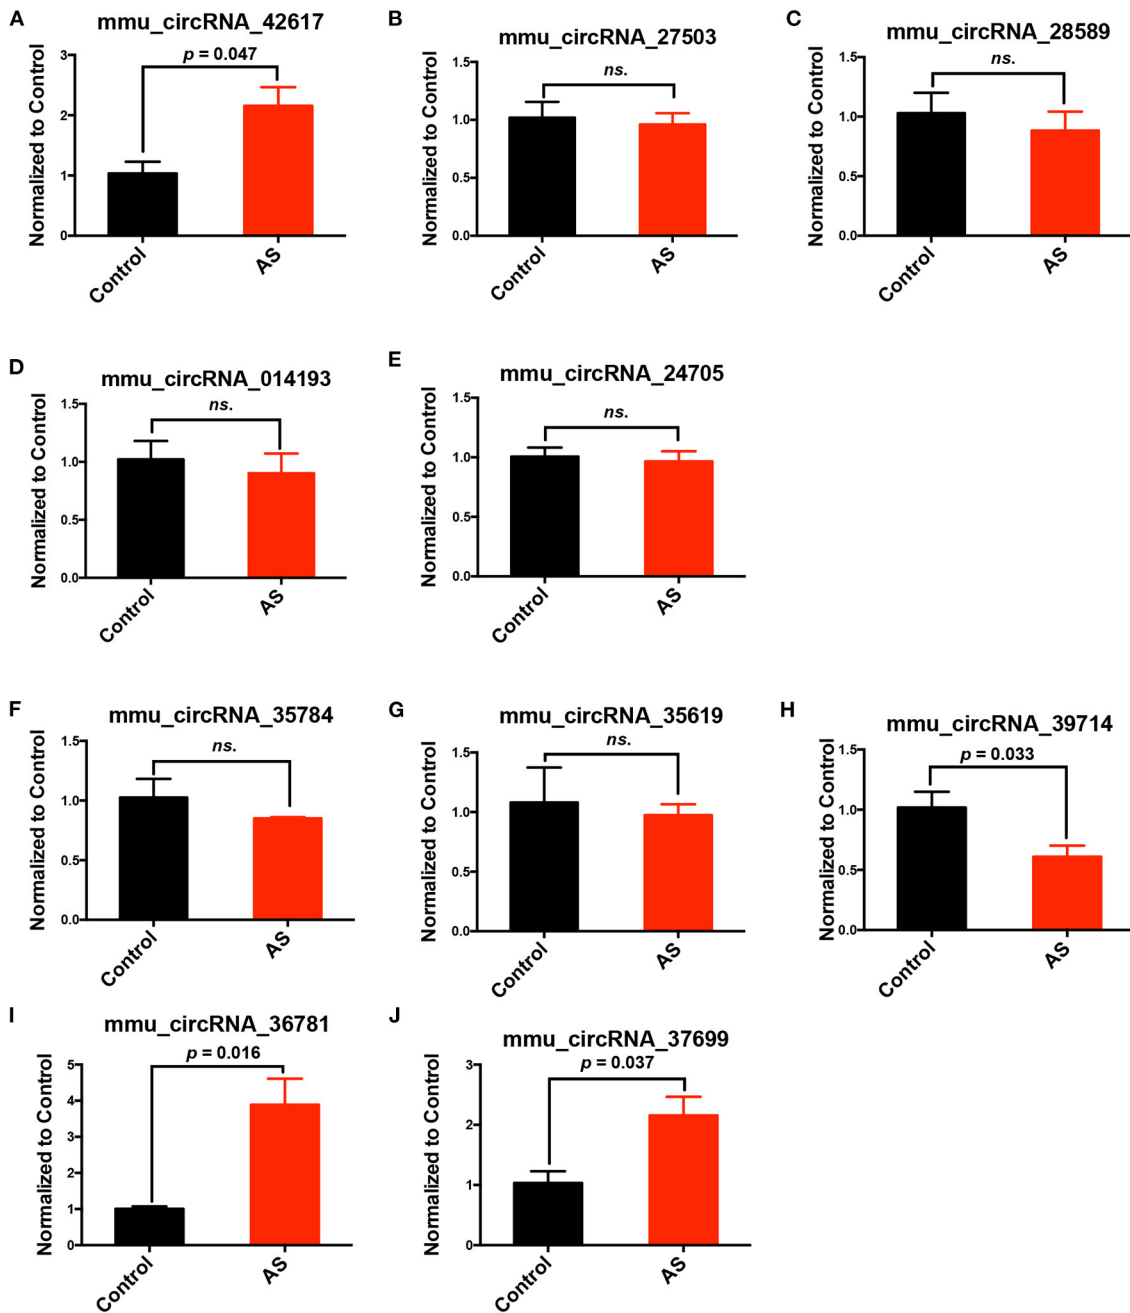 A
mmu_circRNA_42617
p = 0.047
Normalized to Control
3
2
1
0
Control
AS
B
mmu_circRNA_27503
ns.
Normalized to Control
1.5
1.0
0.5
0.0
Control
AS
C
mmu_circRNA_28589
ns.
Normalized to Control
1.5
1.0
0.5
0.0
Control
AS
D
mmu_circRNA_014193
ns.
Normalized to Control
1.5
1.0
0.5
0.0
Control
AS
E
mmu_circRNA_24705
ns.
Normalized to Control
1.5
1.0
0.5
0.0
Control
AS
F
mmu_circRNA_35784
ns.
Normalized to Control
1.5
1.0
0.5
0.0
Control
AS
G
mmu_circRNA_35619
ns.
Normalized to Control
1.5
1.0
0.5
0.0
Control
AS
H
mmu_circRNA_39714
p = 0.033
Normalized to Control
1.5
1.0
0.5
0.0
Control
AS
I
mmu_circRNA_36781
p = 0.016
Normalized to Control
5
4
3
2
1
0
Control
AS
J
mmu_circRNA_37699
p = 0.037
Normalized to Control
3
2
1
0
Control
AS